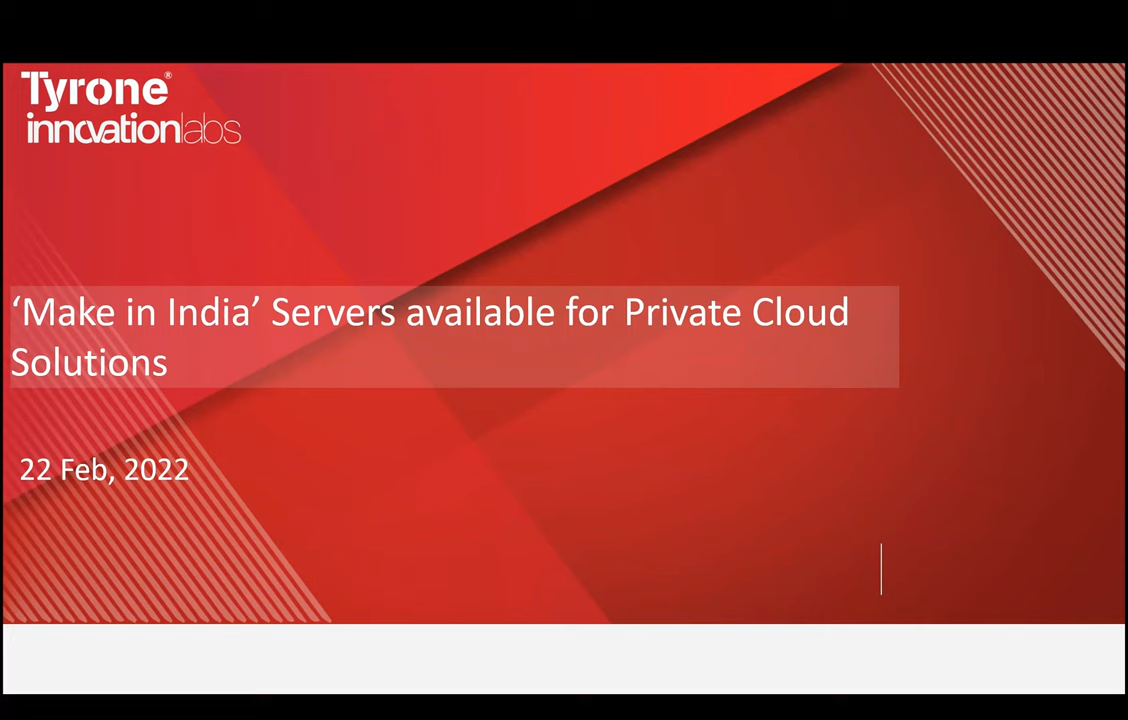 Tyrone®
innovationlabs
‘Make in India’ Servers available for Private Cloud
Solutions
22 Feb, 2022